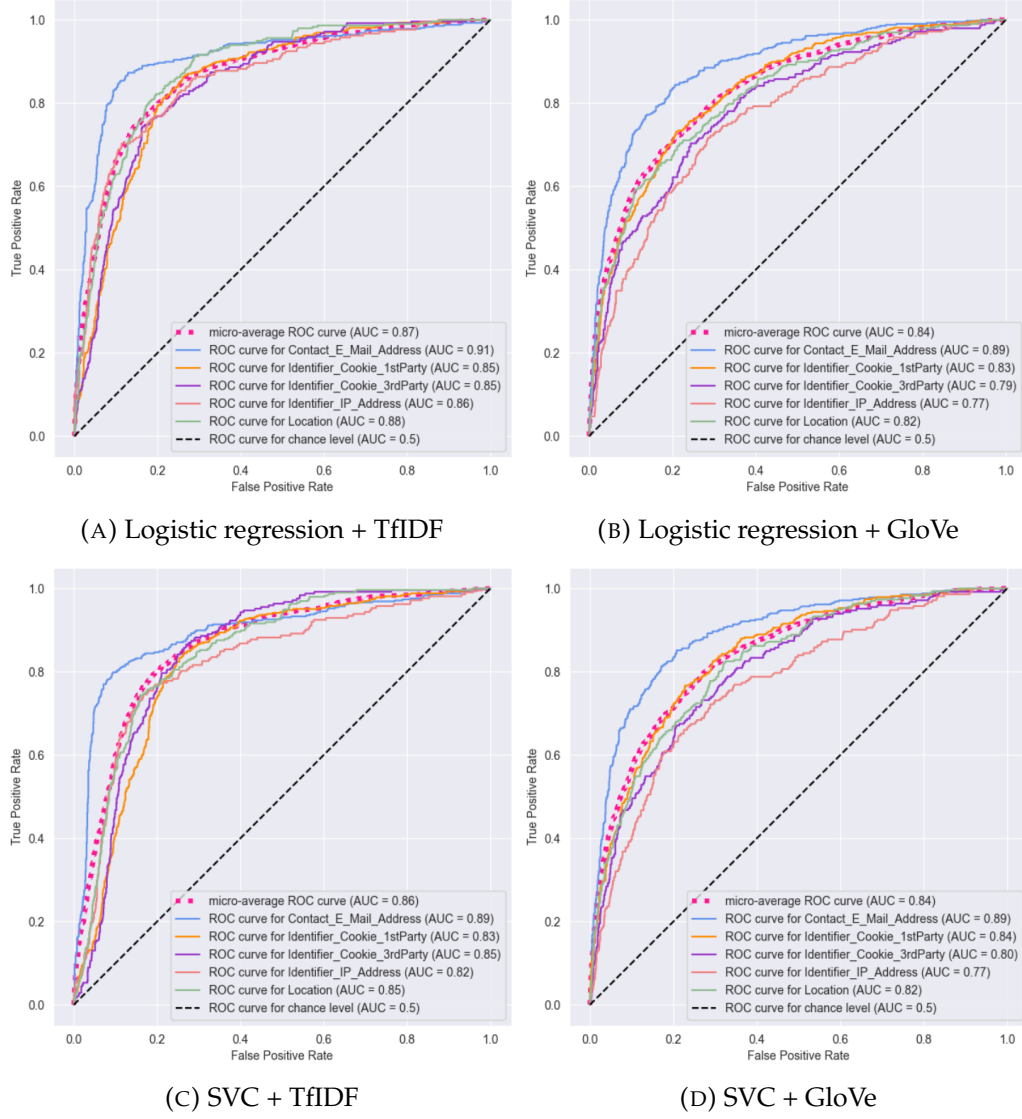 1.0
0.8
0.6
0.4
0.2
0.0
True Positive Rate
micro-average ROC curve (AUC = 0.87)
ROC curve for Contact_E_Mail_Address (AUC = 0.91)
ROC curve for Identifier_Cookie_1stParty (AUC = 0.85)
ROC curve for Identifier_Cookie_3rdParty (AUC = 0.85)
ROC curve for Identifier_IP_Address (AUC = 0.86)
ROC curve for Location (AUC = 0.88)
ROC curve for chance level (AUC = 0.5)
0.0 0.2 0.4 0.6 0.8 1.0
False Positive Rate
(A) Logistic regression + TfIDF
1.0
0.8
0.6
0.4
0.2
0.0
True Positive Rate
micro-average ROC curve (AUC = 0.84)
ROC curve for Contact_E_Mail_Address (AUC = 0.89)
ROC curve for Identifier_Cookie_1stParty (AUC = 0.83)
ROC curve for Identifier_Cookie_3rdParty (AUC = 0.79)
ROC curve for Identifier_IP_Address (AUC = 0.77)
ROC curve for Location (AUC = 0.82)
ROC curve for chance level (AUC = 0.5)
0.0 0.2 0.4 0.6 0.8 1.0
False Positive Rate
(B) Logistic regression + GloVe
1.0
0.8
0.6
0.4
0.2
0.0
True Positive Rate
micro-average ROC curve (AUC = 0.86)
ROC curve for Contact_E_Mail_Address (AUC = 0.89)
ROC curve for Identifier_Cookie_1stParty (AUC = 0.83)
ROC curve for Identifier_Cookie_3rdParty (AUC = 0.85)
ROC curve for Identifier_IP_Address (AUC = 0.82)
ROC curve for Location (AUC = 0.85)
ROC curve for chance level (AUC = 0.5)
0.0 0.2 0.4 0.6 0.8 1.0
False Positive Rate
(C) SVC + TfIDF
1.0
0.8
0.6
0.4
0.2
0.0
True Positive Rate
micro-average ROC curve (AUC = 0.84)
ROC curve for Contact_E_Mail_Address (AUC = 0.89)
ROC curve for Identifier_Cookie_1stParty (AUC = 0.84)
ROC curve for Identifier_Cookie_3rdParty (AUC = 0.80)
ROC curve for Identifier_IP_Address (AUC = 0.77)
ROC curve for Location (AUC = 0.82)
ROC curve for chance level (AUC = 0.5)
0.0 0.2 0.4 0.6 0.8 1.0
False Positive Rate
(D) SVC + GloVe